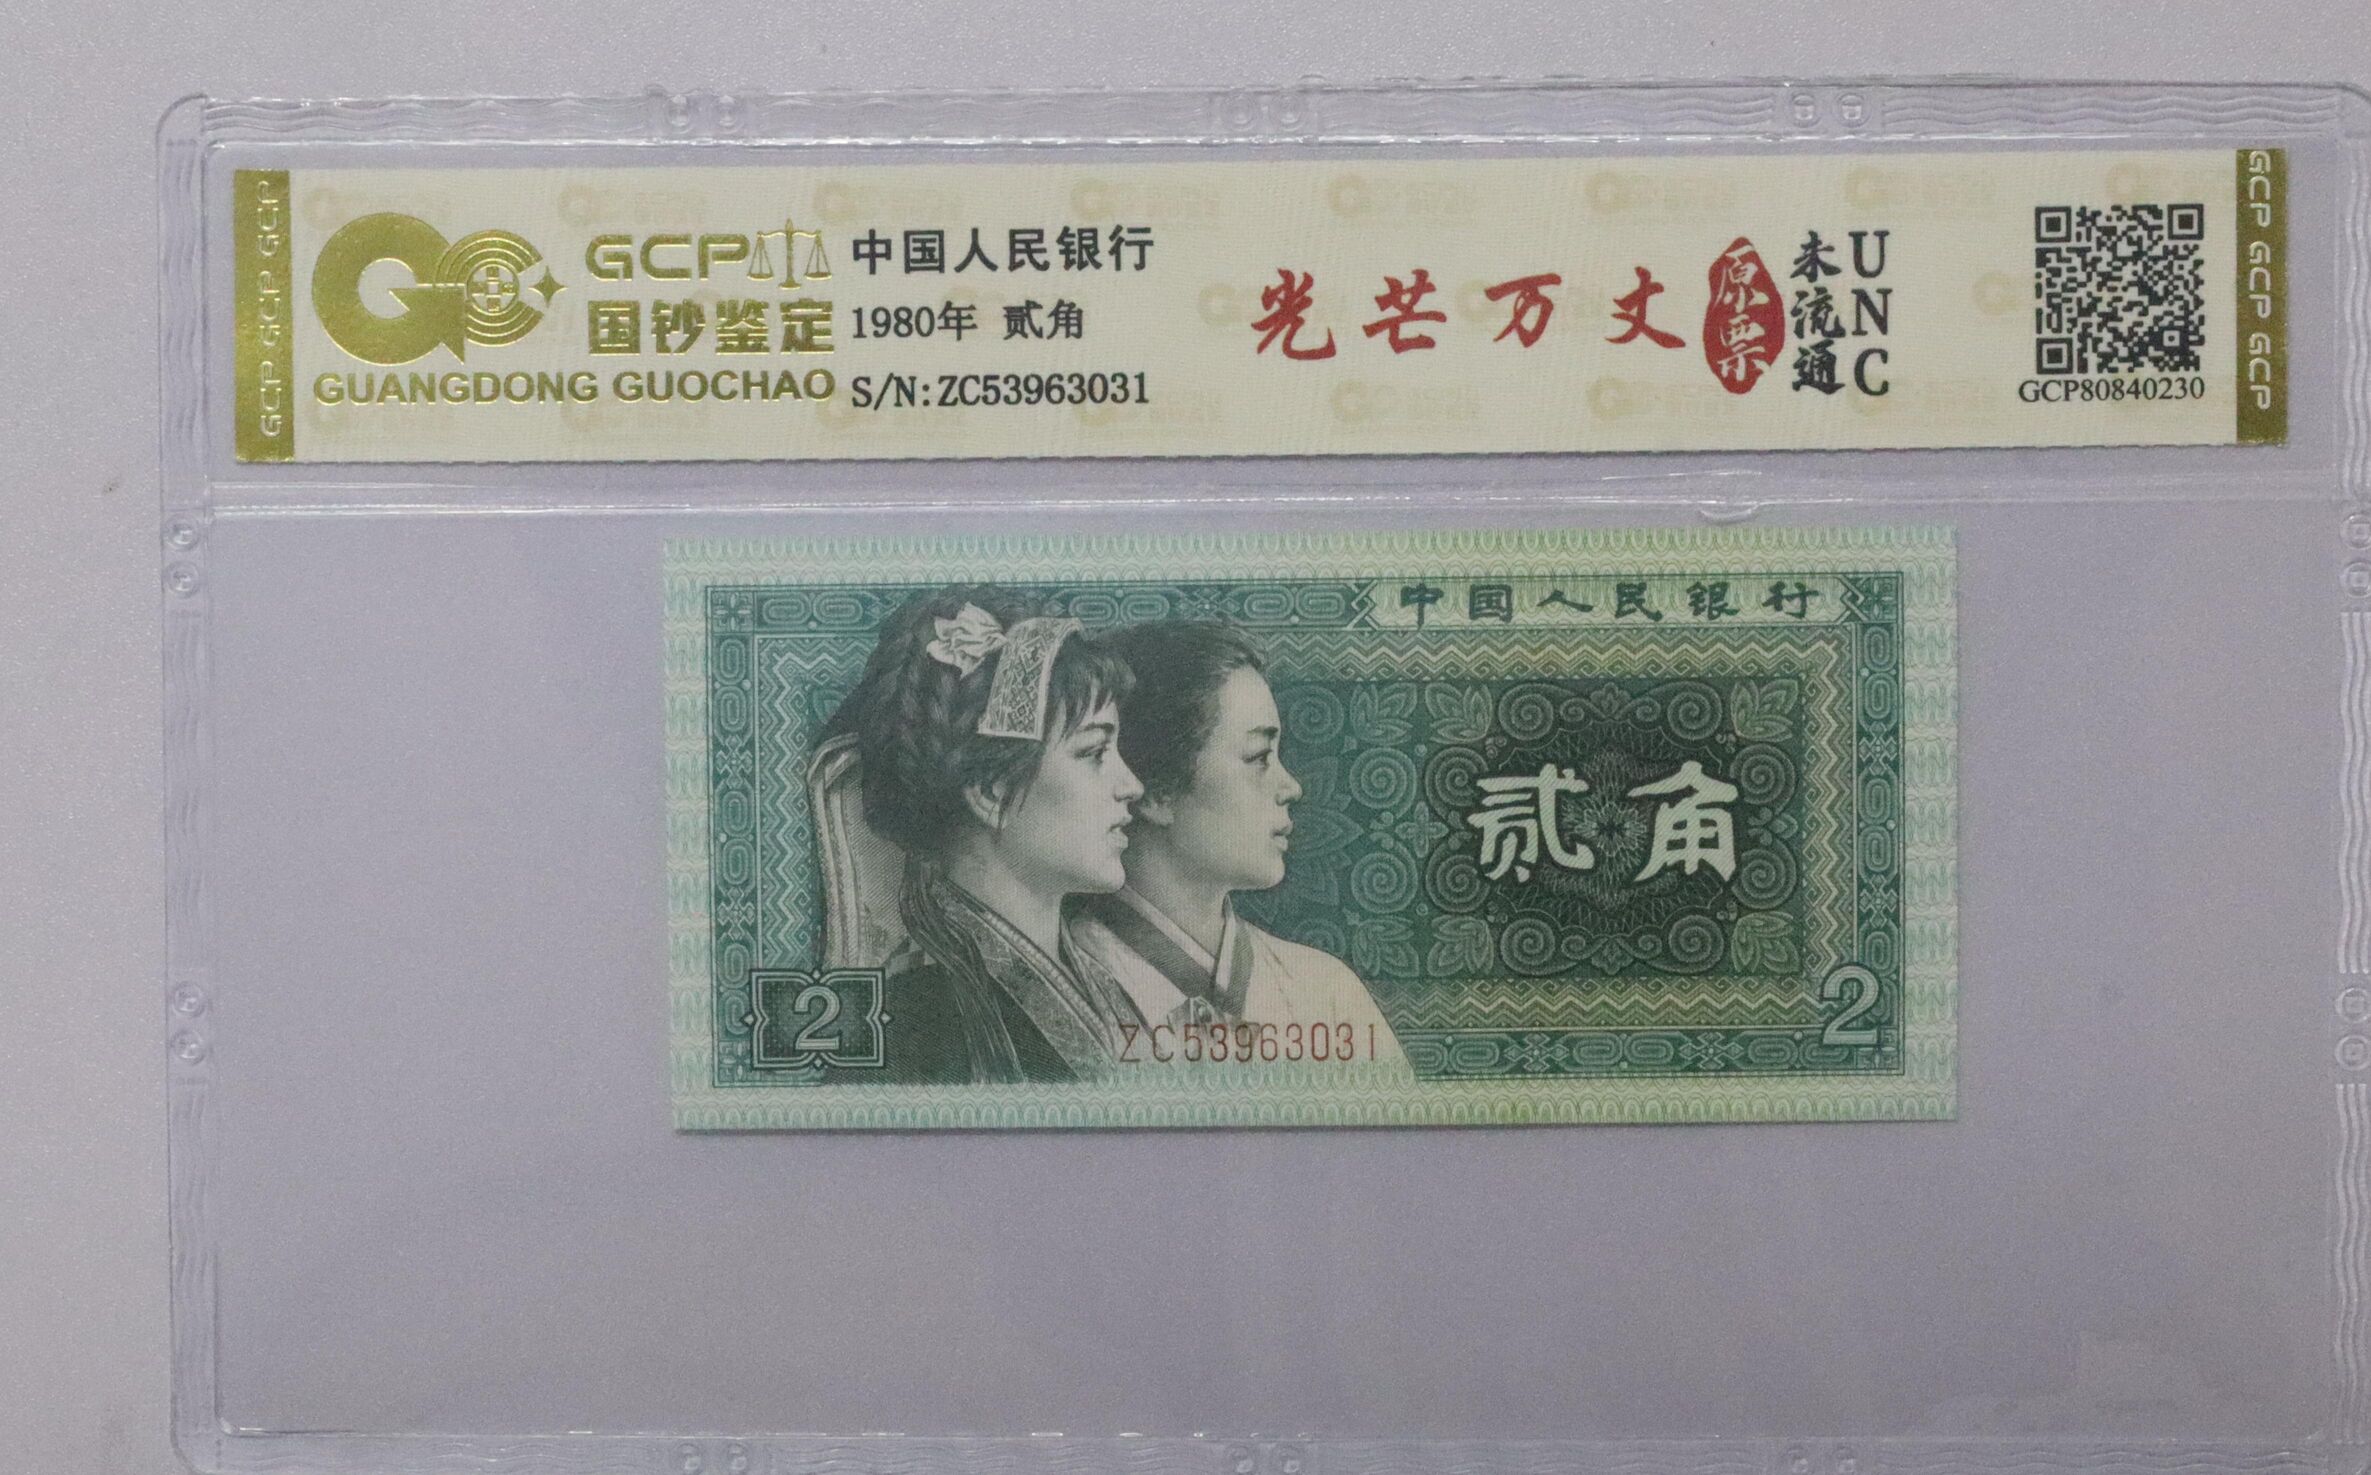 GCP GCP GCP
GCP
国钞鉴定
GUANGDONG GUOCHAO
中国人民银行
1980年 贰角
S/N:ZC53963031
光芒万丈
原票
未流通
UNC
GCP80840230
GCP GCP GCP
中国人民银行
贰角
2
2
ZC53963031